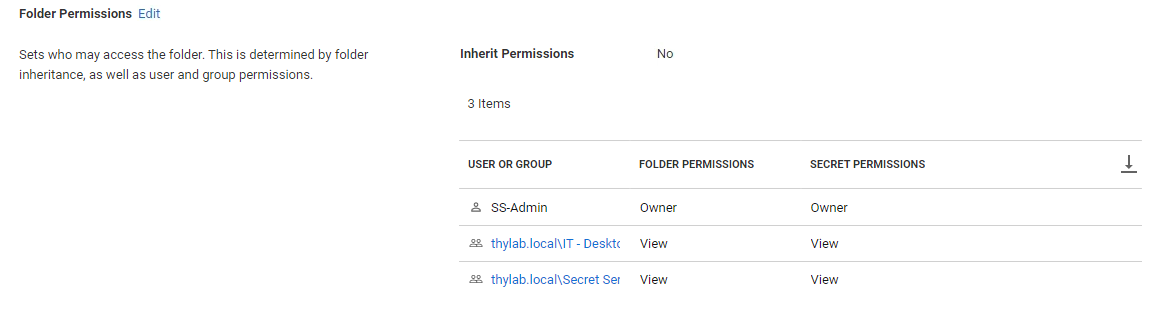 Folder Permissions Edit
Sets who may access the folder. This is determined by folder
inheritance, as well as user and group permissions.
Inherit Permissions No
3 Items
USER OR GROUP FOLDER PERMISSIONS SECRET PERMISSIONS
SS-Admin Owner Owner
thylab.local\IT - Deskto View View
thylab.local\Secret Ser View View